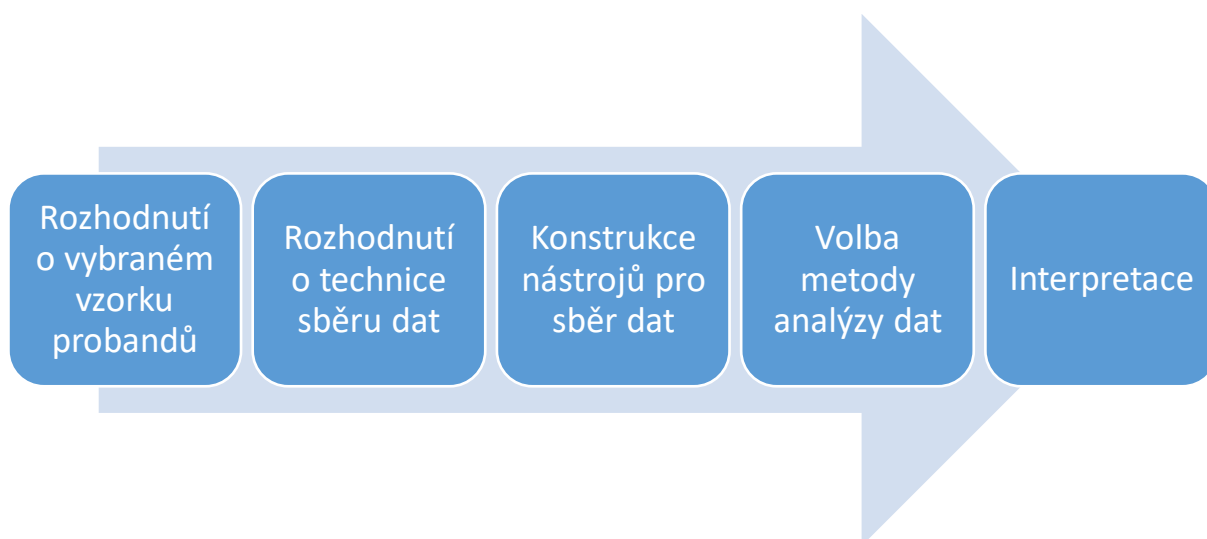 Rozhodnutí
o vybraném
vzorku
probandů
Rozhodnutí
o technice
sběru dat
Konstrukce
nástrojů pro
sběr dat
Volba
metody
analýzy dat
Interpretace